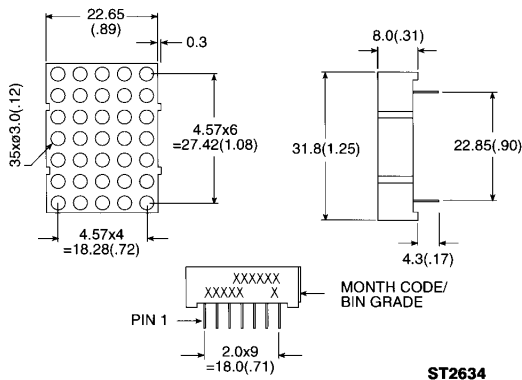 22.65
(.89)
0.3
35xø3.0(.12)
4.57x6
=27.42(1.08)
4.57x4
=18.28(.72)
8.0(.31)
31.8(1.25)
22.85(.90)
4.3(.17)
XXXXXX
XXXXX X
MONTH CODE/
BIN GRADE
PIN 1
2.0x9
=18.0(.71)
ST2634